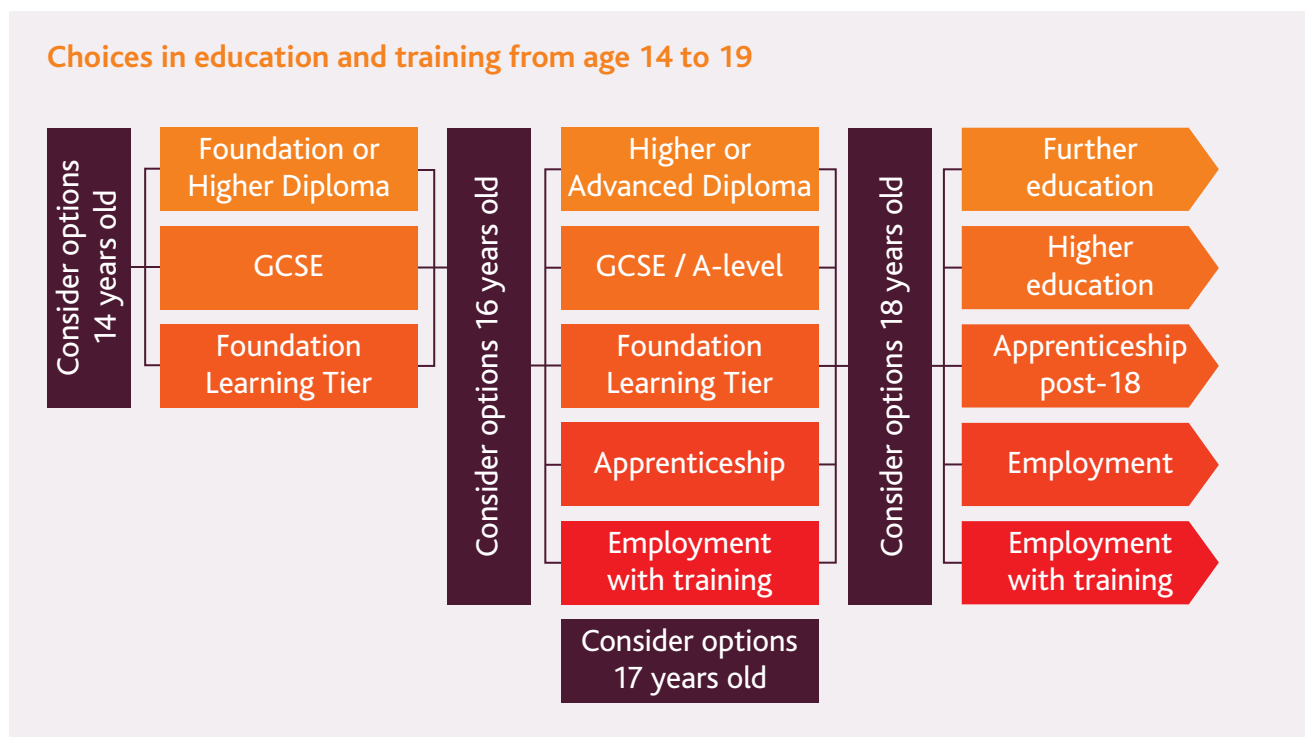 Choices in education and training from age 14 to 19
Consider options
14 years old
Foundation or
Higher Diploma
GCSE
Foundation
Learning Tier
Consider options 16 years old
Higher or
Advanced Diploma
GCSE / A-level
Foundation
Learning Tier
Apprenticeship
Employment
with training
Consider options
17 years old
Consider options 18 years old
Further
education
Higher
education
Apprenticeship
post-18
Employment
Employment
with training